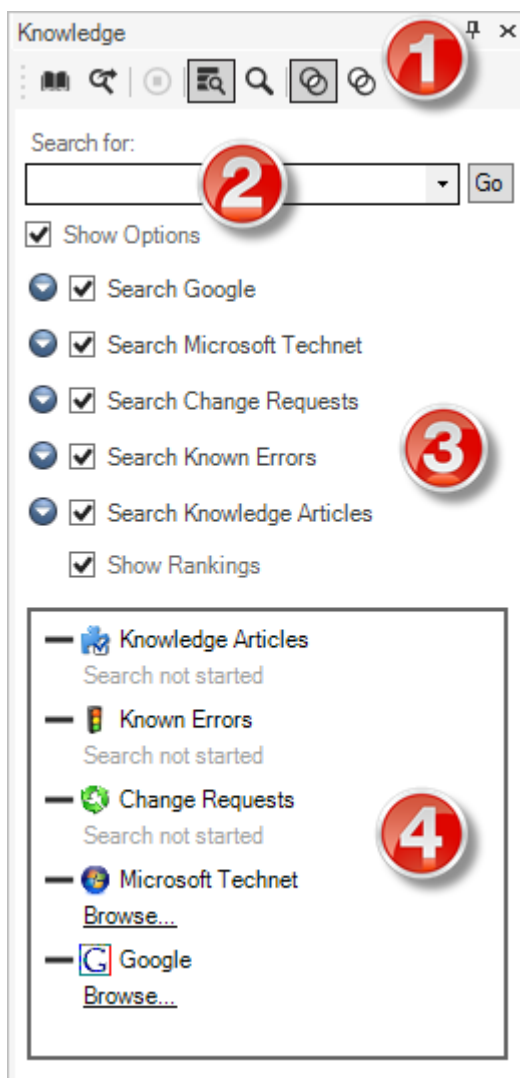 Knowledge
1
Search for:
2
Go
Show Options
Search Google
Search Microsoft Technet
Search Change Requests
3
Search Known Errors
Search Knowledge Articles
Show Rankings
Knowledge Articles
Search not started
Known Errors
Search not started
Change Requests
Search not started
4
Microsoft Technet
Browse...
G Google
Browse...